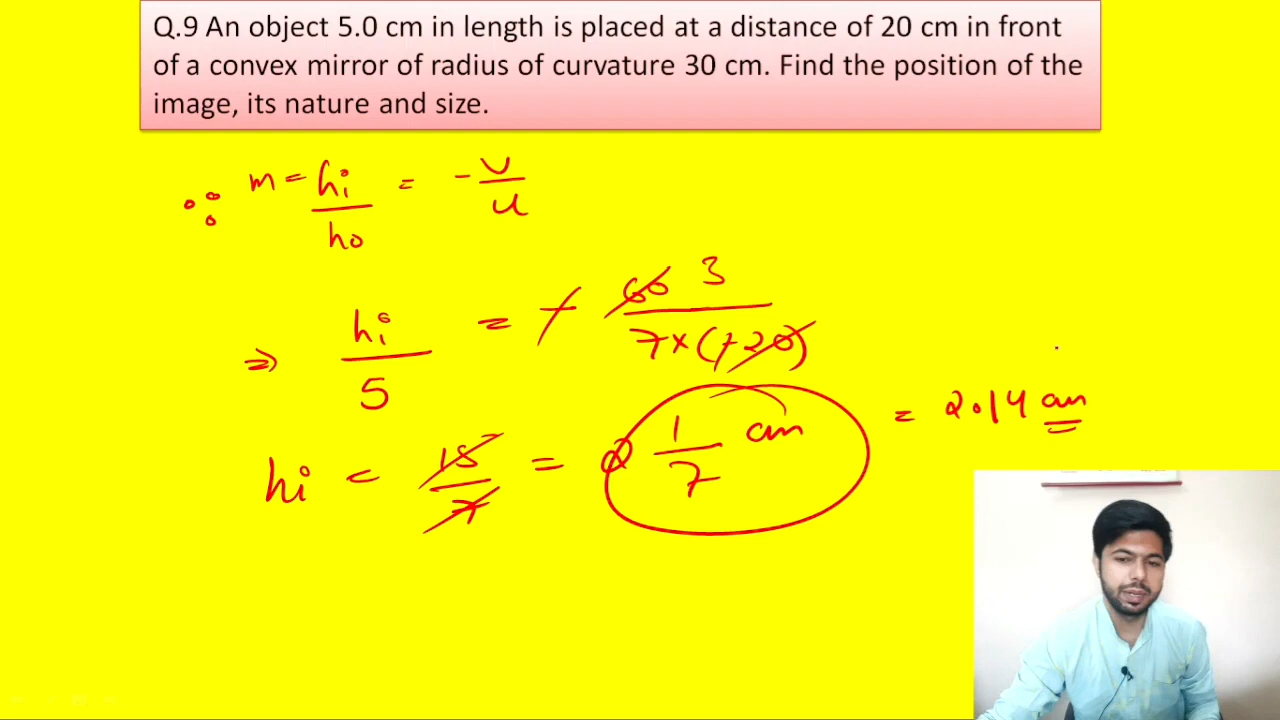 Q.9 An object 5.0 cm in length is placed at a distance of 20 cm in front
of a convex mirror of radius of curvature 30 cm. Find the position of the
image, its nature and size.
∴ m = hi/ho = -v/u
⇒ hi/5 = + 60 3/7×(+20)
hi = 15/7 = 2 1/7 cm = 2.14 cm